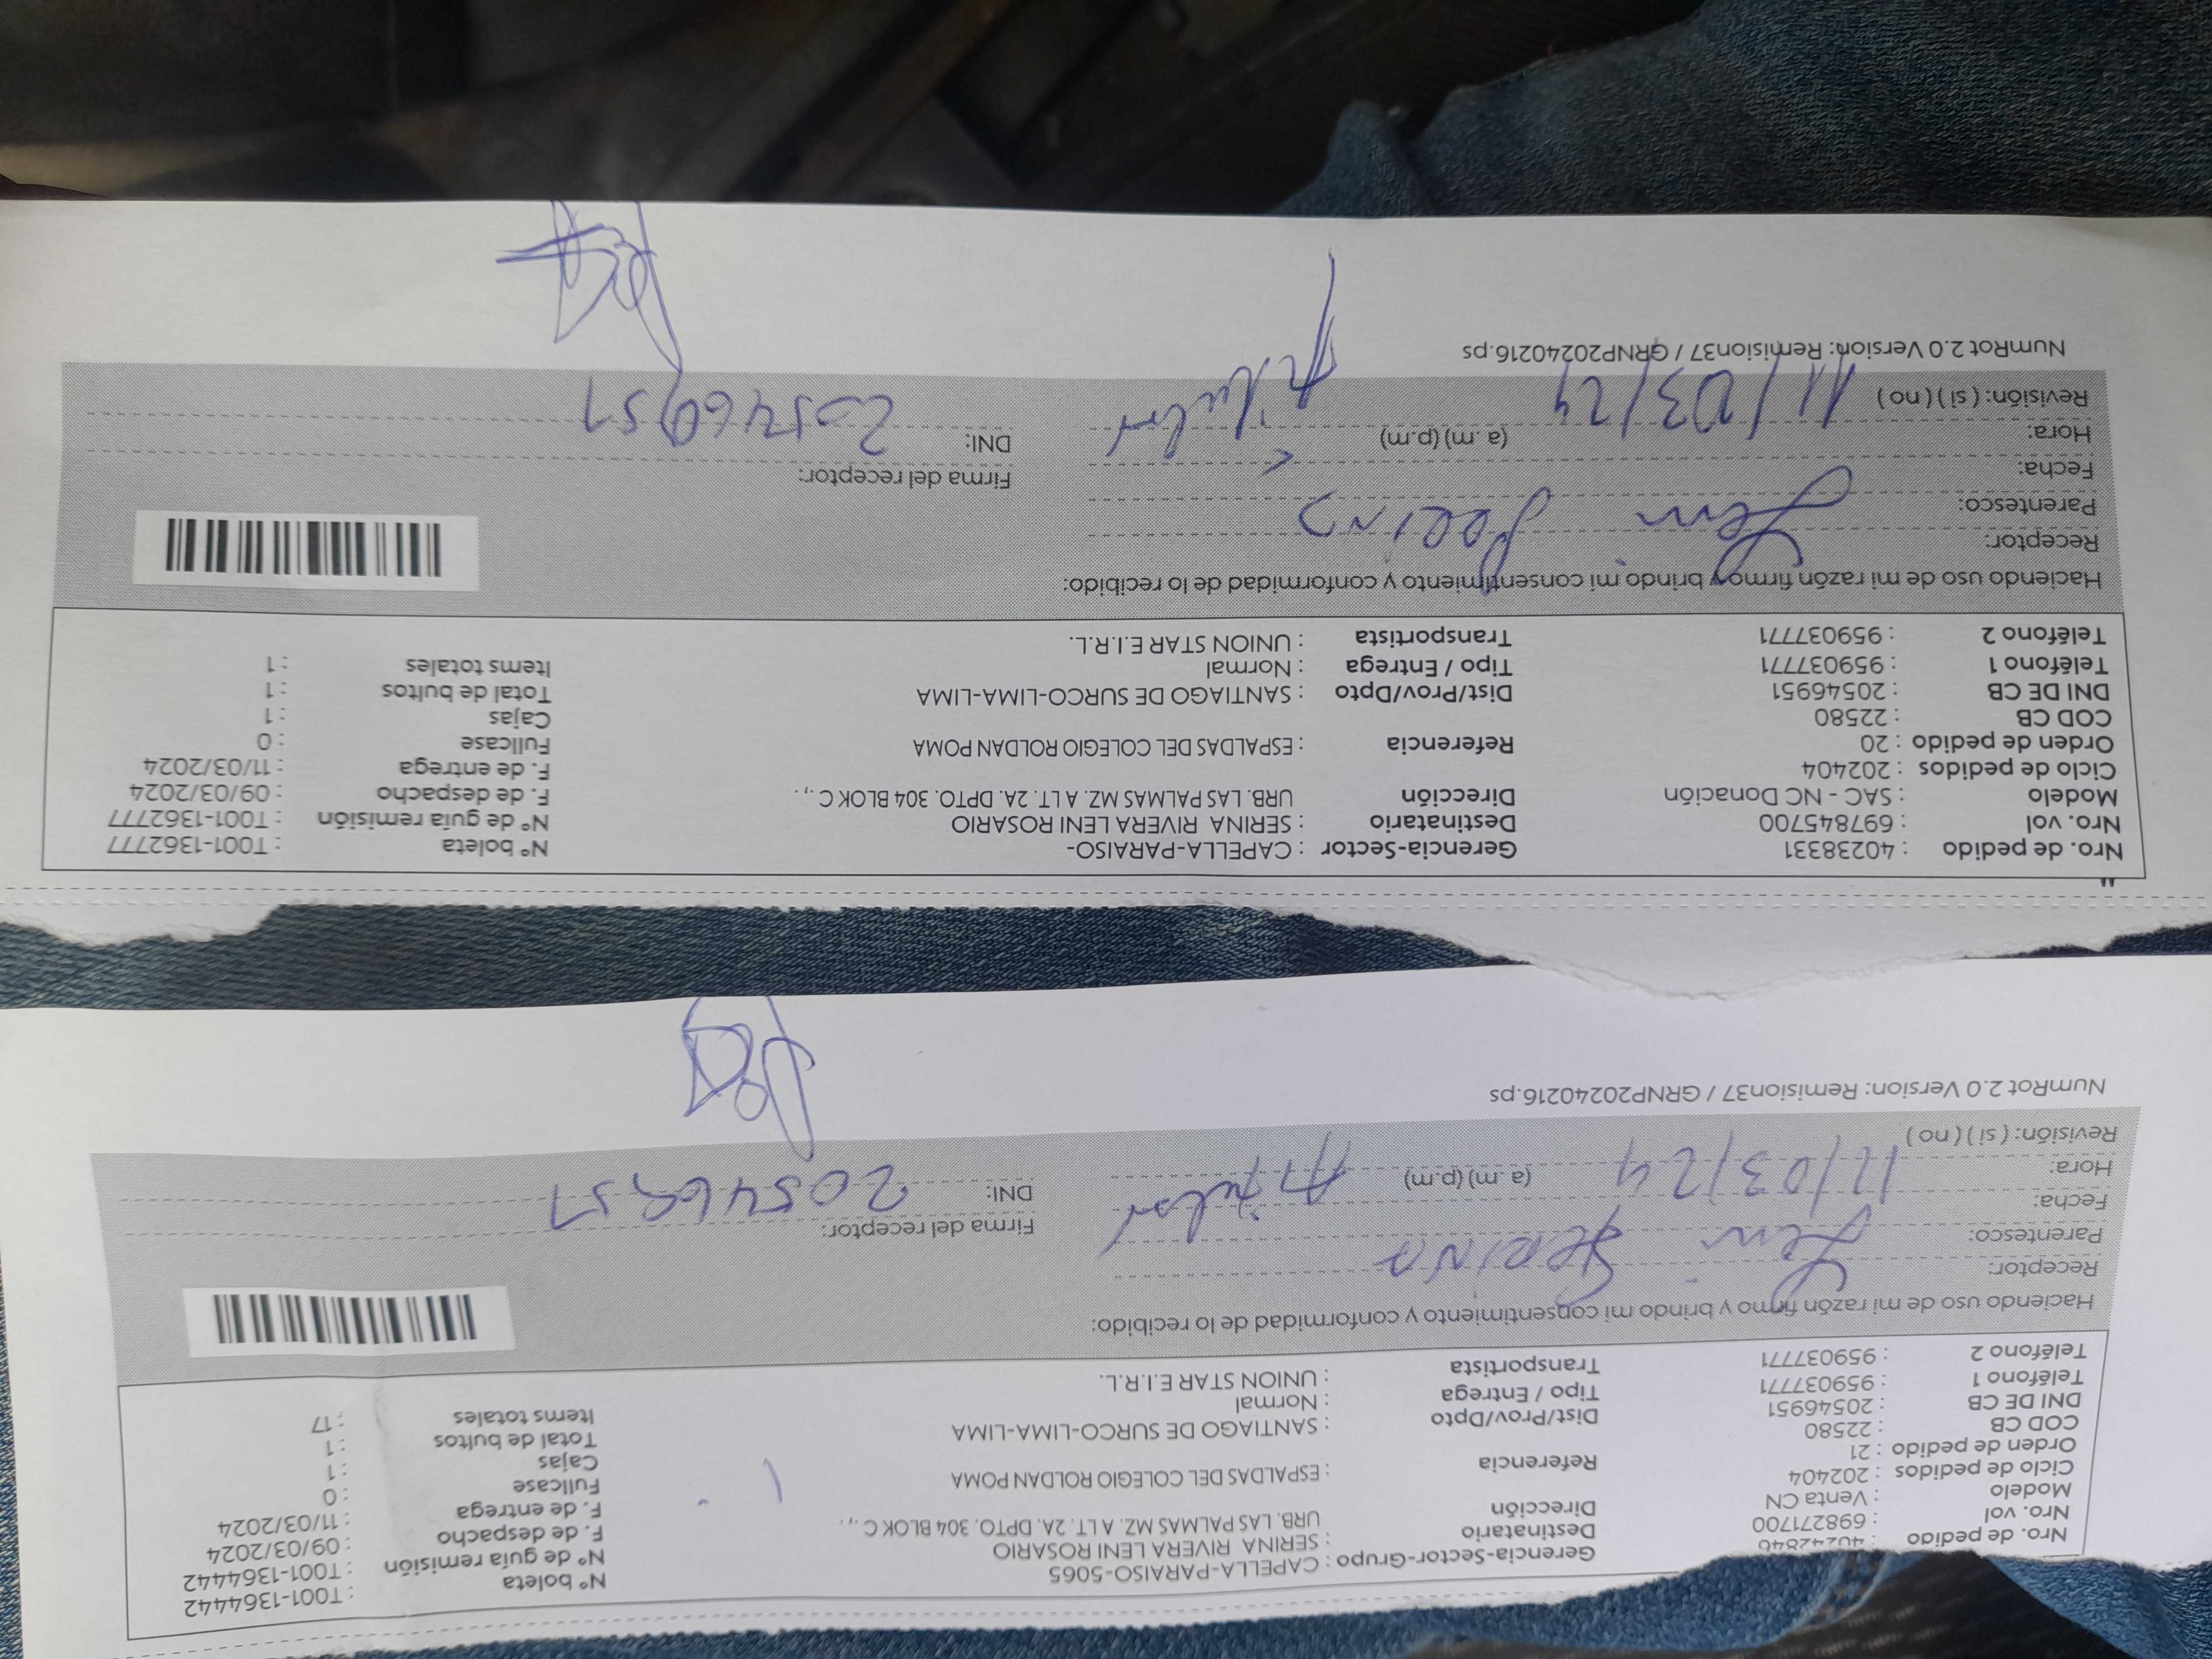 Nro. de pedido : 40242846
Nro. vol : 698271700
Modelo : Venta CN
Ciclo de pedidos : 202404
Orden de pedido : 21
COD CB : 22580
DNI DE CB : 20546951
Teléfono 1 : 959037771
Teléfono 2 : 959037771
Gerencia-Sector-Grupo : CAPELLA-PARAISO-5065
Destinatario : SERINA RIVERA LENI ROSARIO
Dirección URB. LAS PALMAS MZ. A LT. 2A. DPTO. 304 BLOK C ., .
Referencia : ESPALDAS DEL COLEGIO ROLDAN POMA
Dist/Prov/Dpto : SANTIAGO DE SURCO-LIMA-LIMA
Tipo / Entrega : Normal
Transportista : UNION STAR E.I.R.L.
N° boleta : T001-1364442
N° de guía remisión : T001-1364442
F. de despacho : 09/03/2024
F. de entrega : 11/03/2024
Fullcase : 0
Cajas : 1
Total de bultos : 1
Items totales : 17
Haciendo uso de mi razón firmo y brindo mi consentimiento y conformidad de lo recibido:
Receptor: Leni SERINA
Parentesco: Titular
Fecha: 11/03/24
Hora: (a. m) (p.m)
Revisión: ( si ) ( no )
Firma del receptor:
DNI: 20546951
NumRot 2.0 Version: Remision37 / GRNP20240216.ps
Nro. de pedido : 40238331
Nro. vol : 697845700
Modelo : SAC - NC Donación
Ciclo de pedidos : 202404
Orden de pedido : 20
COD CB : 22580
DNI DE CB : 20546951
Teléfono 1 : 959037771
Teléfono 2 : 959037771
Gerencia-Sector : CAPELLA-PARAISO-
Destinatario : SERINA RIVERA LENI ROSARIO
Dirección URB. LAS PALMAS MZ. A LT. 2A. DPTO. 304 BLOK C ., .
Referencia : ESPALDAS DEL COLEGIO ROLDAN POMA
Dist/Prov/Dpto : SANTIAGO DE SURCO-LIMA-LIMA
Tipo / Entrega : Normal
Transportista : UNION STAR E.I.R.L.
N° boleta : T001-1362777
N° de guía remisión : T001-1362777
F. de despacho : 09/03/2024
F. de entrega : 11/03/2024
Fullcase : 0
Cajas : 1
Total de bultos : 1
Items totales : 1
Haciendo uso de mi razón firmo y brindo mi consentimiento y conformidad de lo recibido:
Receptor: Leni SERINA
Parentesco: Titular
Fecha: 11/03/24
Hora: (a. m) (p.m)
Revisión: ( si ) ( no )
Firma del receptor:
DNI: 20546951
NumRot 2.0 Version: Remision37 / GRNP20240216.ps